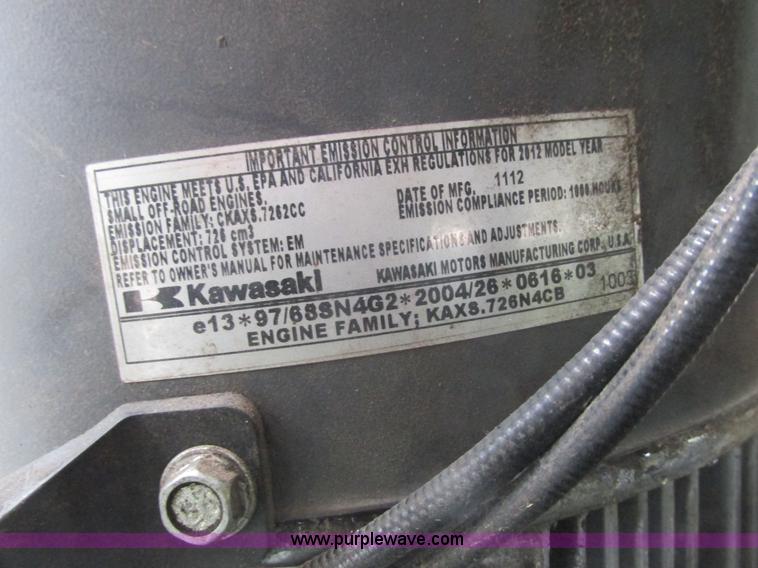 IMPORTANT EMISSION CONTROL INFORMATION
THIS ENGINE MEETS U.S. EPA AND CALIFORNIA EXH REGULATIONS FOR 2012 MODEL YEAR
SMALL OFF-ROAD ENGINES. DATE OF MFG. 1112
EMISSION FAMILY: CKAXS.7262CC EMISSION COMPLIANCE PERIOD: 1000 HOURS
DISPLACEMENT: 726 cm3
EMISSION CONTROL SYSTEM: EM
REFER TO OWNER'S MANUAL FOR MAINTENANCE SPECIFICATIONS AND ADJUSTMENTS.
Kawasaki KAWASAKI MOTORS MANUFACTURING CORP., U.S.A.
e13*97/68SN4G2*2004/26*0616*03 1003
ENGINE FAMILY; KAXS.726N4CB
www.purplewave.com